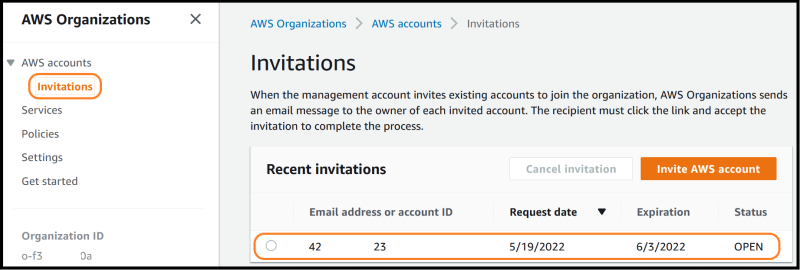 AWS Organizations
AWS accounts
Invitations
Services
Policies
Settings
Get started
Organization ID
o-f3 0a
AWS Organizations > AWS accounts > Invitations
Invitations
When the management account invites existing accounts to join the organization, AWS Organizations sends
an email message to the owner of each invited account. The recipient must click the link and accept the
invitation to complete the process.
Recent invitations Cancel invitation Invite AWS account
Email address or account ID Request date Expiration Status
42 23 5/19/2022 6/3/2022 OPEN